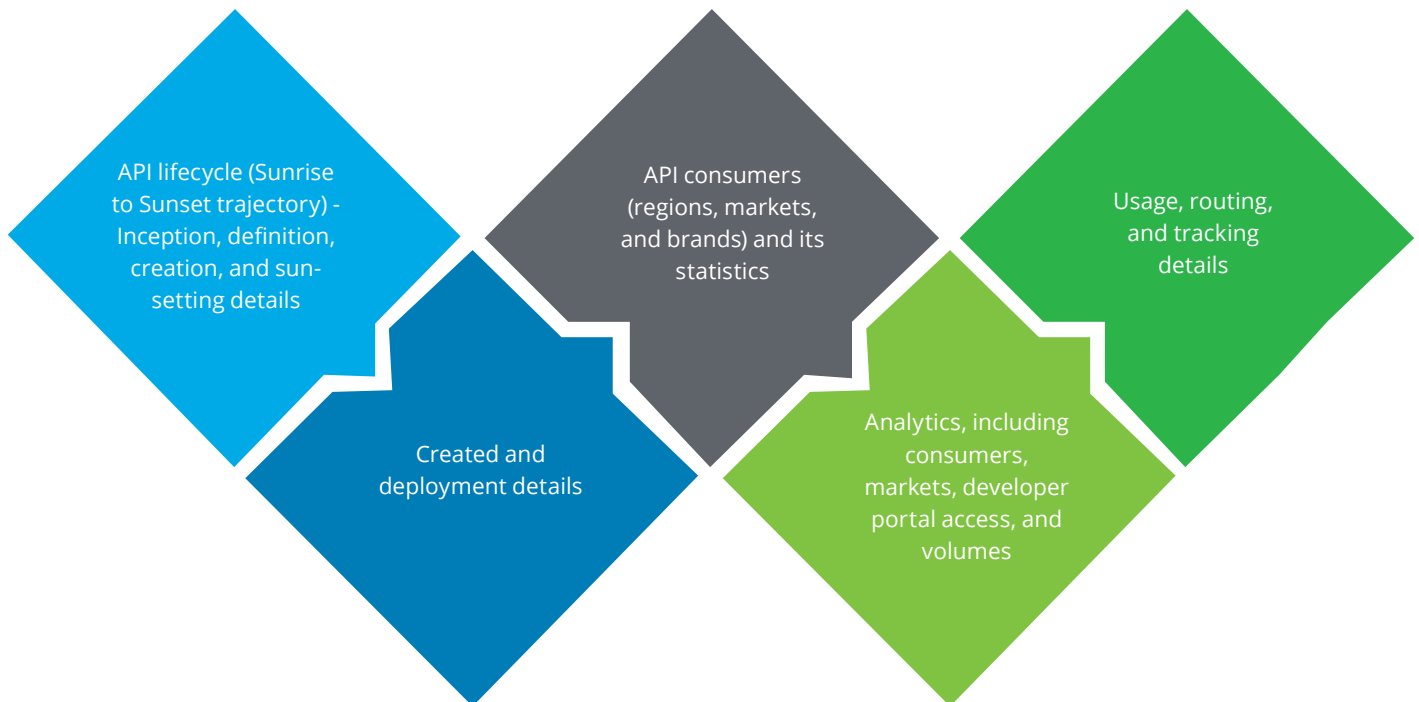 API lifecycle (Sunrise
to Sunset trajectory) -
Inception, definition,
creation, and sun-
setting details
Created and
deployment details
API consumers
(regions, markets,
and brands) and its
statistics
Analytics, including
consumers,
markets, developer
portal access, and
volumes
Usage, routing,
and tracking
details